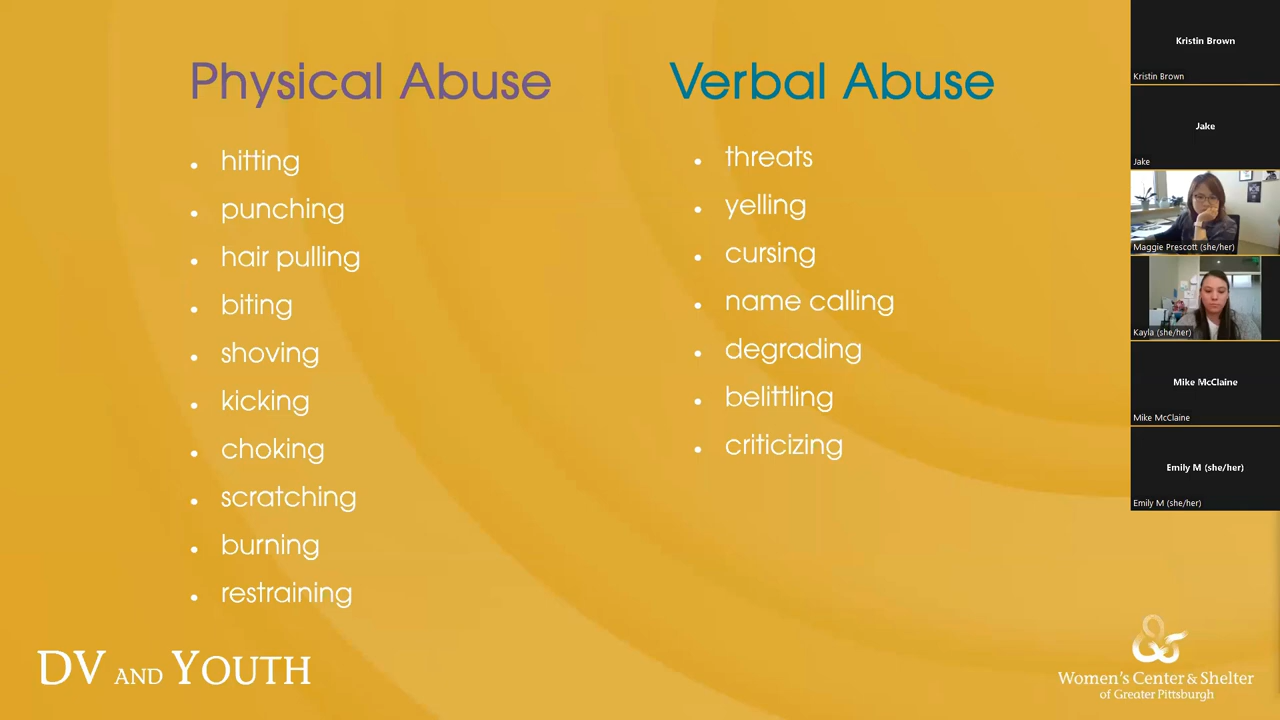 Physical Abuse
hitting
punching
hair pulling
biting
shoving
kicking
choking
scratching
burning
restraining
Verbal Abuse
threats
yelling
cursing
name calling
degrading
belittling
criticizing
DV AND YOUTH
Women's Center & Shelter
of Greater Pittsburgh
Kristin Brown
Kristin Brown
Jake
Jake
Maggie Prescott (she/her)
Kayla (she/her)
Mike McClaine
Mike McClaine
Emily M (she/her)
Emily M (she/her)